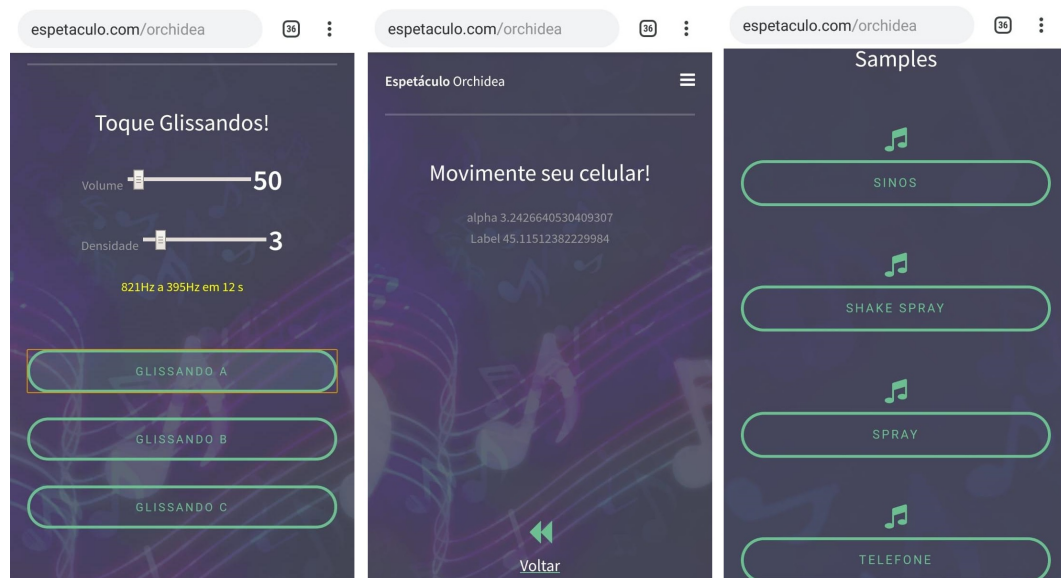 espetaculo.com/orchidea 36
Toque Glissandos!
Volume 50
Densidade 3
821Hz a 395Hz em 12 s
GLISSANDO A
GLISSANDO B
GLISSANDO C
espetaculo.com/orchidea 36
Espetáculo Orchidea
Movimente seu celular!
alpha 3.2426640530409307
Label 45.11512382229984
Voltar
espetaculo.com/orchidea 36
Samples
SINOS
SHAKE SPRAY
SPRAY
TELEFONE